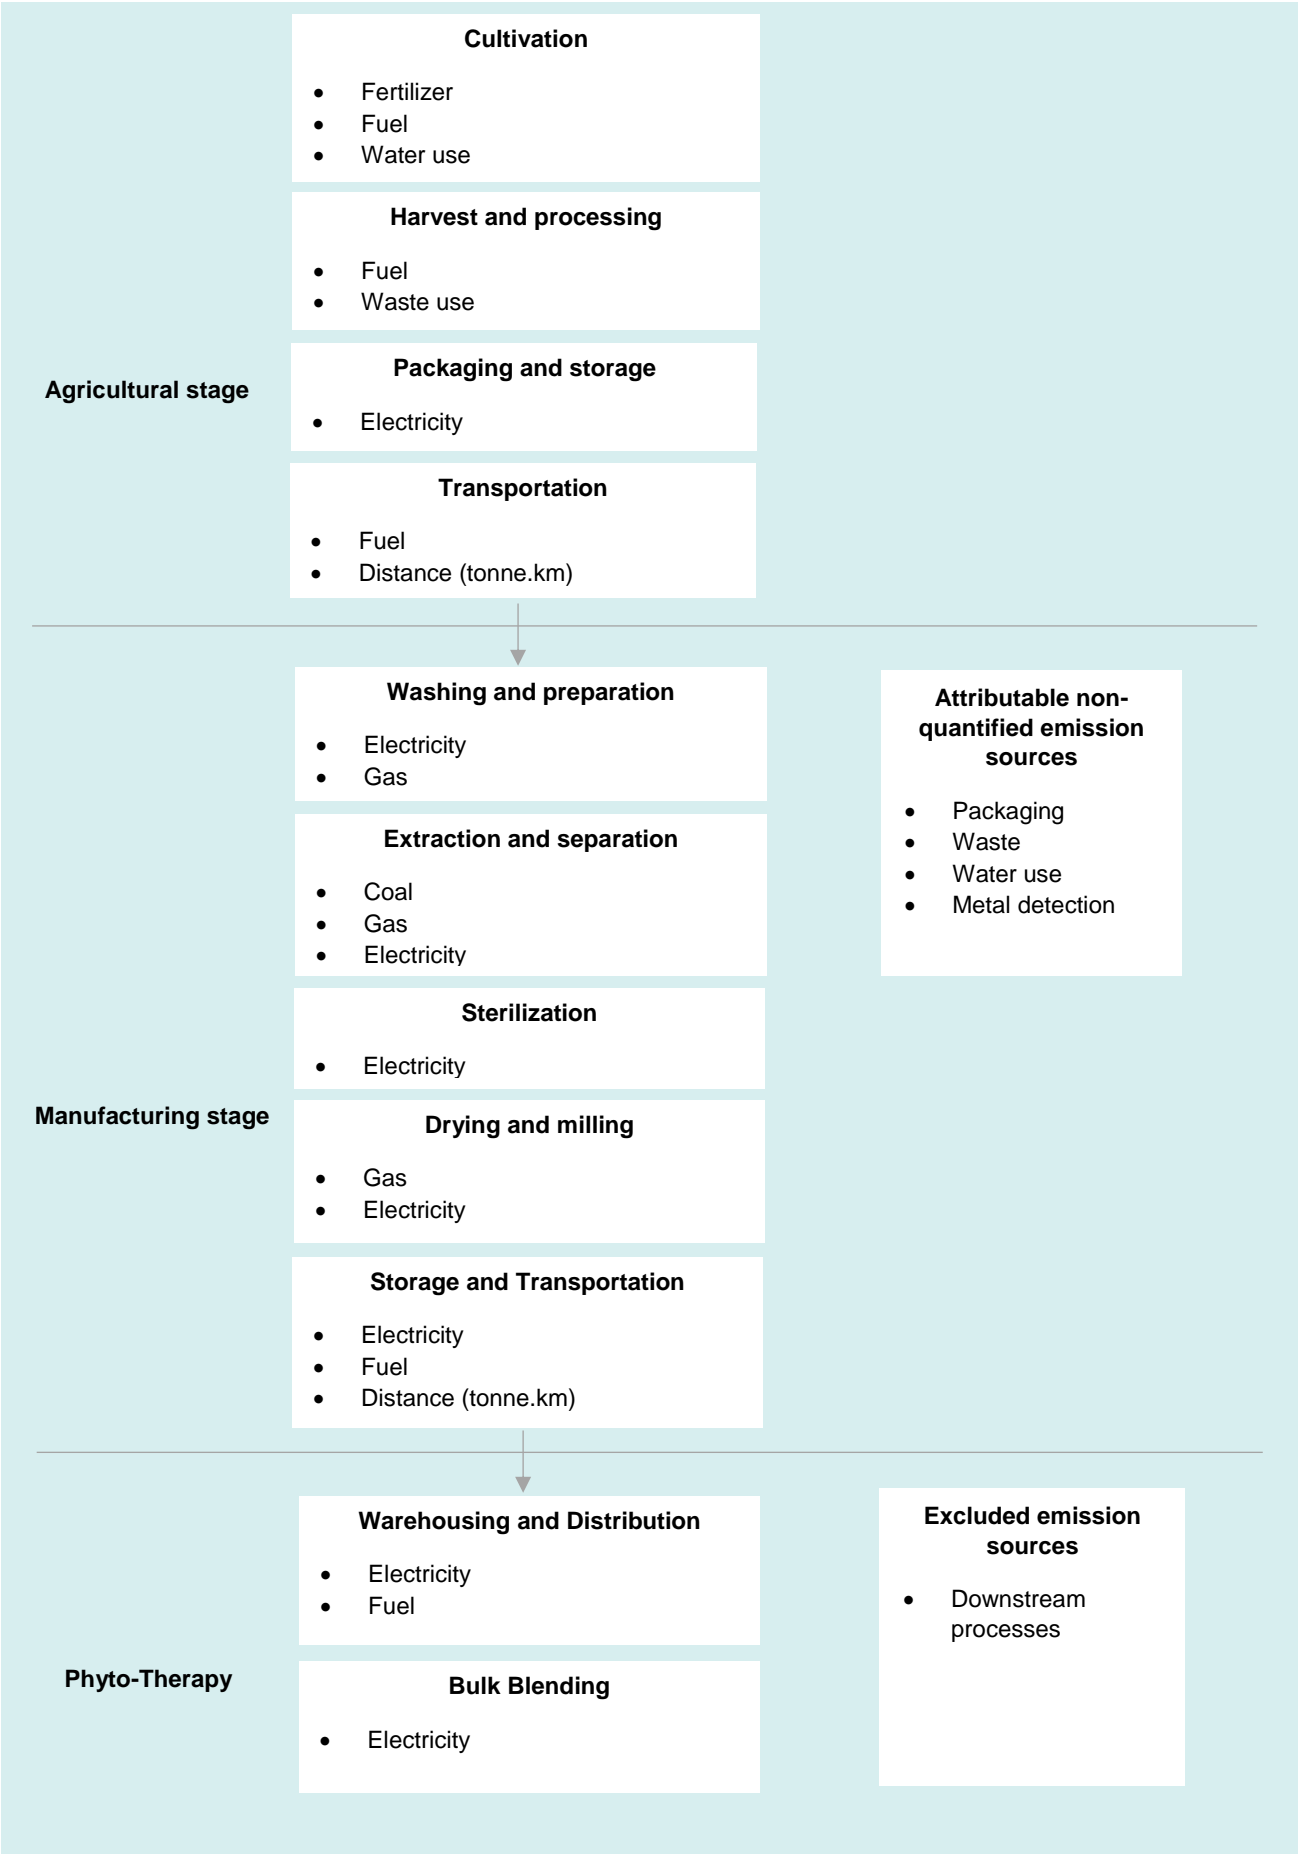 Cultivation
• Fertilizer
• Fuel
• Water use
Harvest and processing
• Fuel
• Waste use
Agricultural stage
Packaging and storage
• Electricity
Transportation
• Fuel
• Distance (tonne.km)
Washing and preparation
• Electricity
• Gas
Attributable non-
quantified emission
sources
• Packaging
• Waste
• Water use
• Metal detection
Extraction and separation
• Coal
• Gas
• Electricity
Sterilization
• Electricity
Manufacturing stage
Drying and milling
• Gas
• Electricity
Storage and Transportation
• Electricity
• Fuel
• Distance (tonne.km)
Warehousing and Distribution
• Electricity
• Fuel
Excluded emission
sources
• Downstream
processes
Phyto-Therapy
Bulk Blending
• Electricity